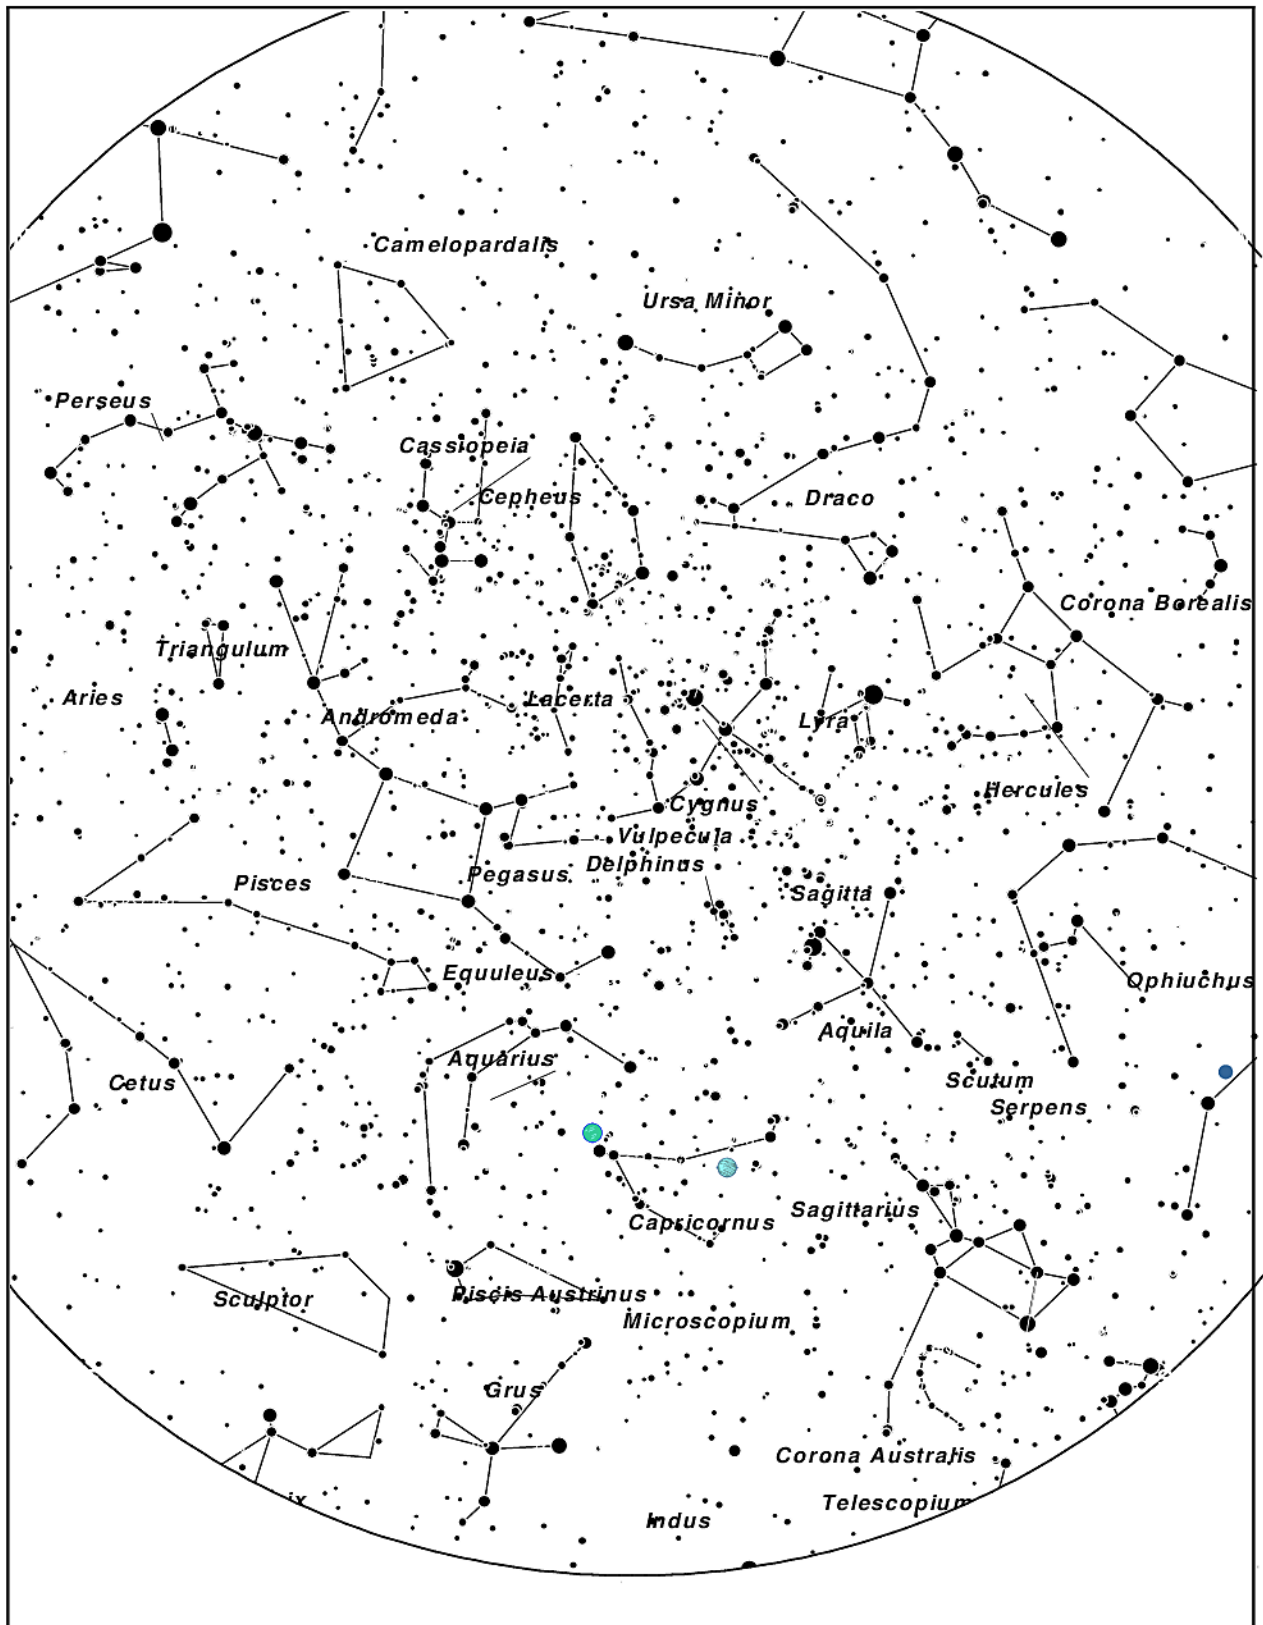 Camelopardalis
Ursa Minor
Perseus
Cassiopeia
Cepheus
Draco
Corona Borealis
Triangulum
Aries
Lacerta
Andromeda
Lyra
Hercules
Cygnus
Vulpecula
Delphinus
Pisces
Pegasus
Sagitta
Equuleus
Ophiuchus
Aquila
Aquarius
Cetus
Scutum
Serpens
Sagittarius
Capricornus
Piscis Austrinus
Sculptor
Microscopium
Grus
Corona Australis
ix
Telescopium
Indus